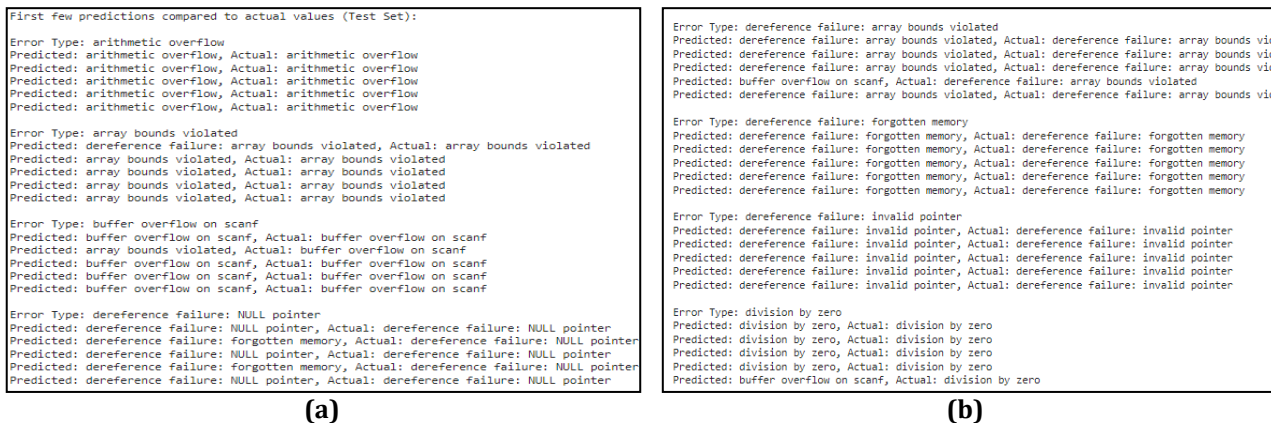 First few predictions compared to actual values (Test Set):
Error Type: arithmetic overflow
Predicted: arithmetic overflow, Actual: arithmetic overflow
Predicted: arithmetic overflow, Actual: arithmetic overflow
Predicted: arithmetic overflow, Actual: arithmetic overflow
Predicted: arithmetic overflow, Actual: arithmetic overflow
Predicted: arithmetic overflow, Actual: arithmetic overflow
Error Type: array bounds violated
Predicted: dereference failure: array bounds violated, Actual: array bounds violated
Predicted: array bounds violated, Actual: array bounds violated
Predicted: array bounds violated, Actual: array bounds violated
Predicted: array bounds violated, Actual: array bounds violated
Predicted: array bounds violated, Actual: array bounds violated
Error Type: buffer overflow on scanf
Predicted: buffer overflow on scanf, Actual: buffer overflow on scanf
Predicted: array bounds violated, Actual: buffer overflow on scanf
Predicted: buffer overflow on scanf, Actual: buffer overflow on scanf
Predicted: buffer overflow on scanf, Actual: buffer overflow on scanf
Predicted: buffer overflow on scanf, Actual: buffer overflow on scanf
Error Type: dereference failure: NULL pointer
Predicted: dereference failure: NULL pointer, Actual: dereference failure: NULL pointer
Predicted: dereference failure: forgotten memory, Actual: dereference failure: NULL pointer
Predicted: dereference failure: NULL pointer, Actual: dereference failure: NULL pointer
Predicted: dereference failure: forgotten memory, Actual: dereference failure: NULL pointer
Predicted: dereference failure: NULL pointer, Actual: dereference failure: NULL pointer
(a)
Error Type: dereference failure: array bounds violated
Predicted: dereference failure: array bounds violated, Actual: dereference failure: array bounds vio
Predicted: dereference failure: array bounds violated, Actual: dereference failure: array bounds vio
Predicted: dereference failure: array bounds violated, Actual: dereference failure: array bounds vio
Predicted: buffer overflow on scanf, Actual: dereference failure: array bounds violated
Predicted: dereference failure: array bounds violated, Actual: dereference failure: array bounds vio
Error Type: dereference failure: forgotten memory
Predicted: dereference failure: forgotten memory, Actual: dereference failure: forgotten memory
Predicted: dereference failure: forgotten memory, Actual: dereference failure: forgotten memory
Predicted: dereference failure: forgotten memory, Actual: dereference failure: forgotten memory
Predicted: dereference failure: forgotten memory, Actual: dereference failure: forgotten memory
Predicted: dereference failure: forgotten memory, Actual: dereference failure: forgotten memory
Error Type: dereference failure: invalid pointer
Predicted: dereference failure: invalid pointer, Actual: dereference failure: invalid pointer
Predicted: dereference failure: invalid pointer, Actual: dereference failure: invalid pointer
Predicted: dereference failure: invalid pointer, Actual: dereference failure: invalid pointer
Predicted: dereference failure: invalid pointer, Actual: dereference failure: invalid pointer
Predicted: dereference failure: invalid pointer, Actual: dereference failure: invalid pointer
Error Type: division by zero
Predicted: division by zero, Actual: division by zero
Predicted: division by zero, Actual: division by zero
Predicted: division by zero, Actual: division by zero
Predicted: division by zero, Actual: division by zero
Predicted: buffer overflow on scanf, Actual: division by zero
(b)